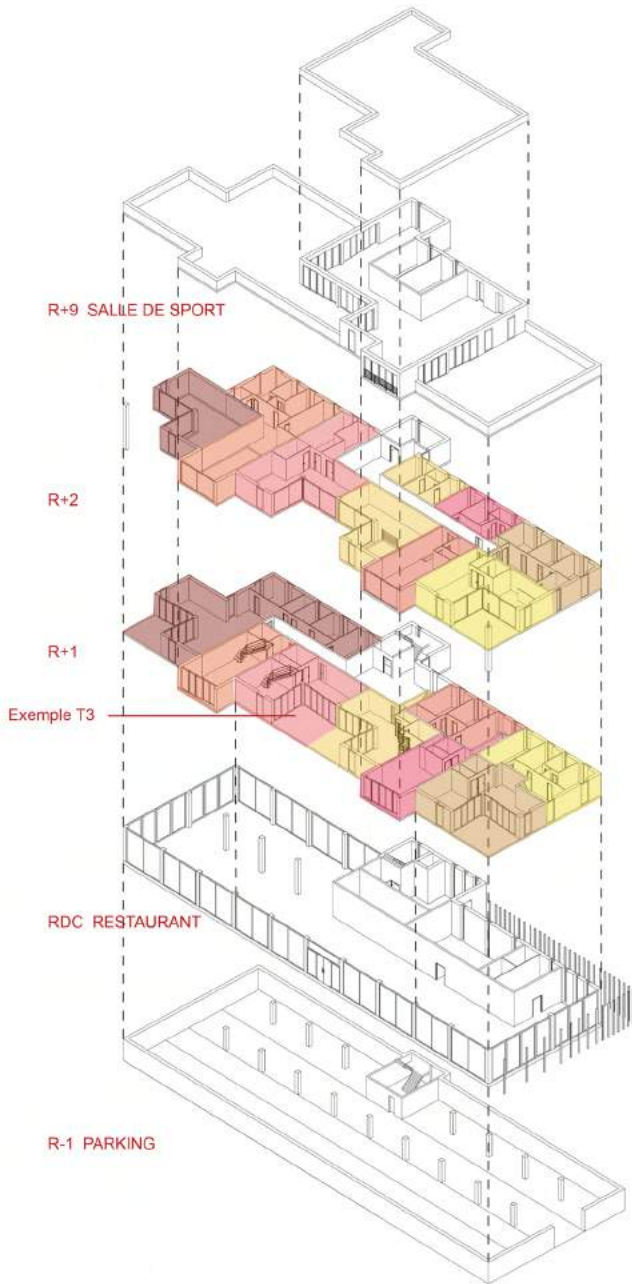 R+9 SALLE DE SPORT
R+2
R+1
Exemple T3
RDC RESTAURANT
R-1 PARKING